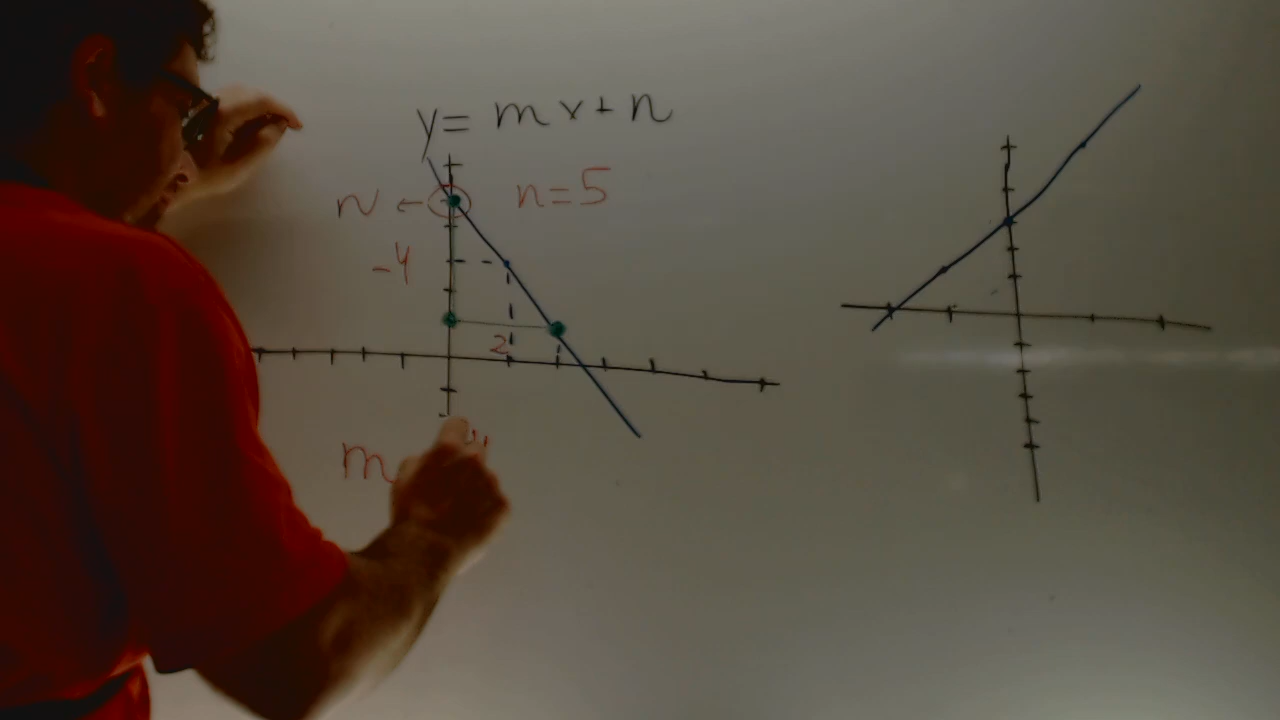 y = mx + n
n ← n = 5
-4
2
m